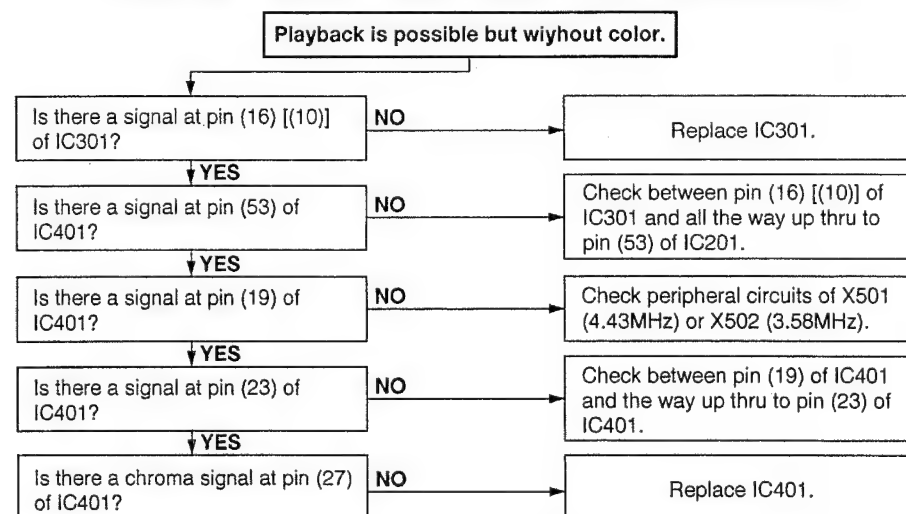 Playback is possible but wiyhout color.
Is there a signal at pin (16) [(10)]
of IC301?
NO
Replace IC301.
YES
Is there a signal at pin (53) of
IC401?
NO
Check between pin (16) [(10)] of
IC301 and all the way up thru to
pin (53) of IC201.
YES
Is there a signal at pin (19) of
IC401?
NO
Check peripheral circuits of X501
(4.43MHz) or X502 (3.58MHz).
YES
Is there a signal at pin (23) of
IC401?
NO
Check between pin (19) of IC401
and the way up thru to pin (23) of
IC401.
YES
Is there a chroma signal at pin (27)
of IC401?
NO
Replace IC401.